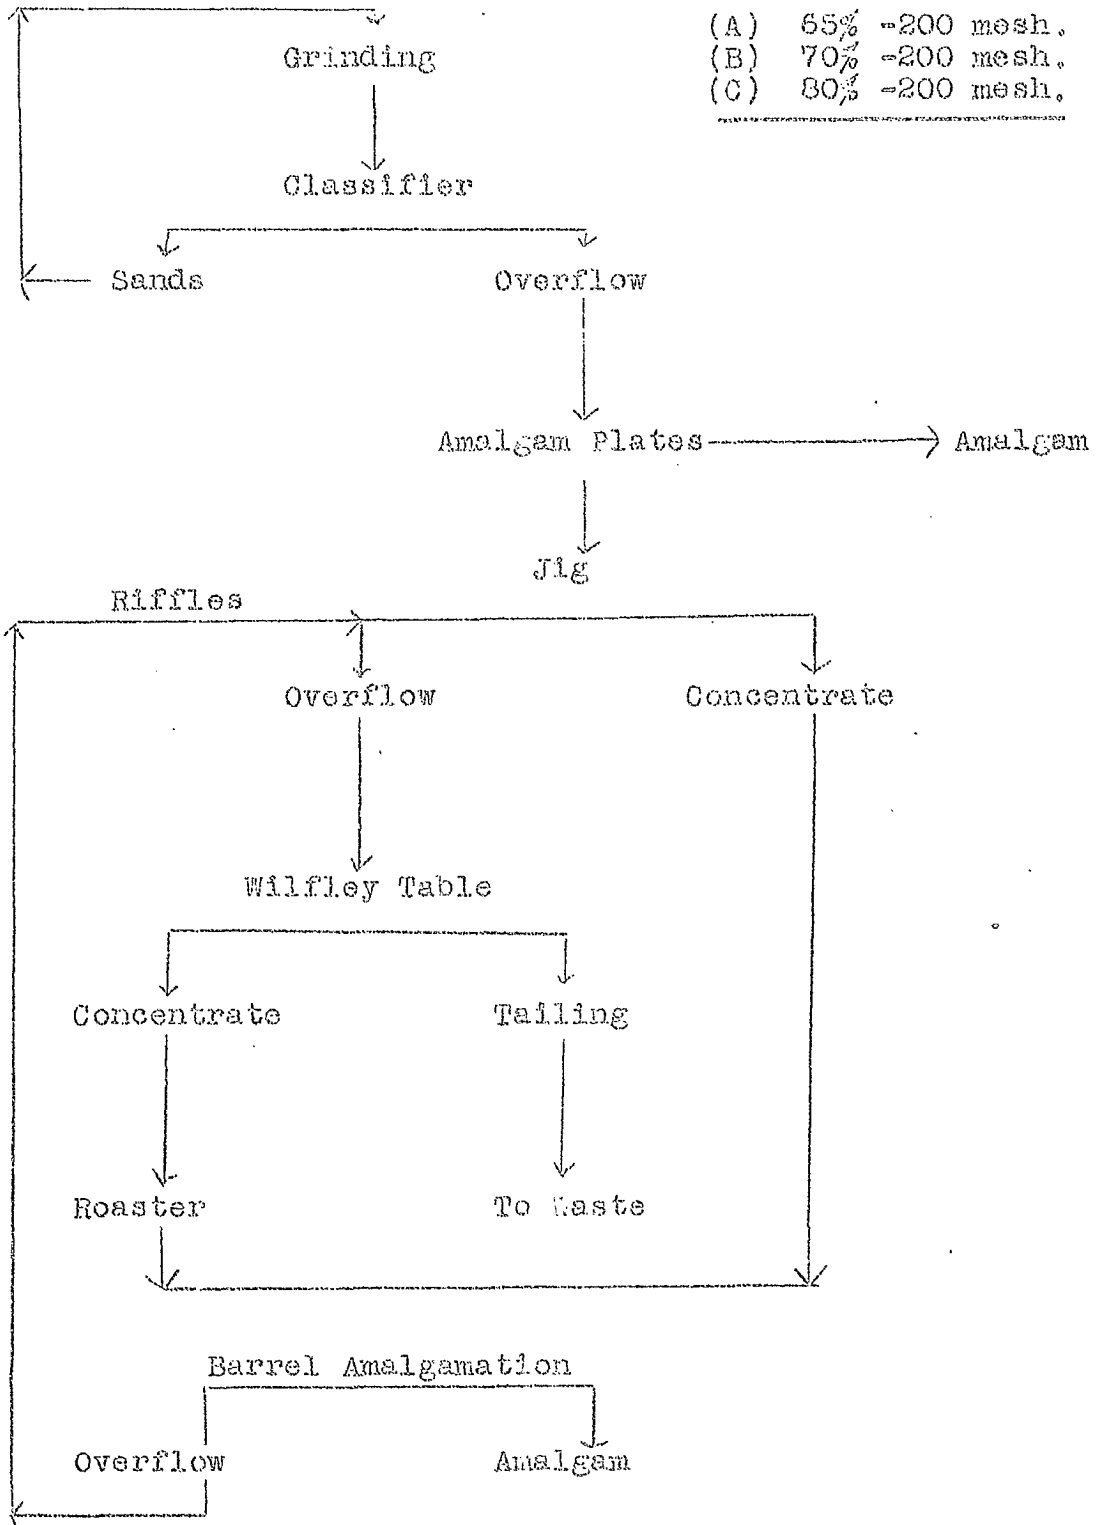 (A) 65% -200 mesh.
(B) 70% -200 mesh.
(C) 80% -200 mesh.
Grinding
Classifier
Sands
Overflow
Amalgam Plates
Amalgam
Jig
Riffles
Overflow
Concentrate
Wilfley Table
Concentrate
Tailing
Roaster
To Waste
Barrel Amalgamation
Overflow
Amalgam